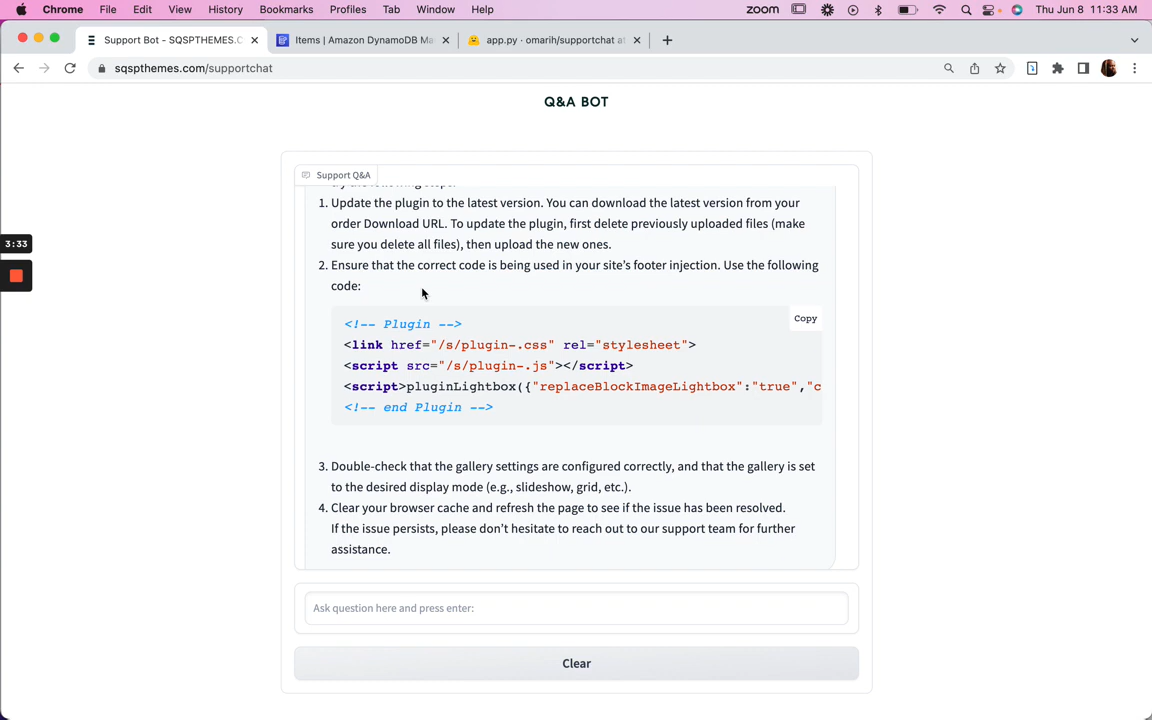 Chrome File Edit View History Bookmarks Profiles Tab Window Help zoom Thu Jun 8 11:33 AM
Support Bot - SQSPTHEMES.C
Items | Amazon DynamoDB Ma
app.py · omarih/supportchat at
sqspthemes.com/supportchat
Q&A BOT
Support Q&A
try the following steps:
1. Update the plugin to the latest version. You can download the latest version from your
order Download URL. To update the plugin, first delete previously uploaded files (make
sure you delete all files), then upload the new ones.
3:33
2. Ensure that the correct code is being used in your site's footer injection. Use the following
code:
Copy
<!-- Plugin -->
<link href="/s/plugin-.css" rel="stylesheet">
<script src="/s/plugin-.js"></script>
<script>pluginLightbox({"replaceBlockImageLightbox":"true","c
<!-- end Plugin -->
3. Double-check that the gallery settings are configured correctly, and that the gallery is set
to the desired display mode (e.g., slideshow, grid, etc.).
4. Clear your browser cache and refresh the page to see if the issue has been resolved.
If the issue persists, please don't hesitate to reach out to our support team for further
assistance.
Ask question here and press enter:
Clear